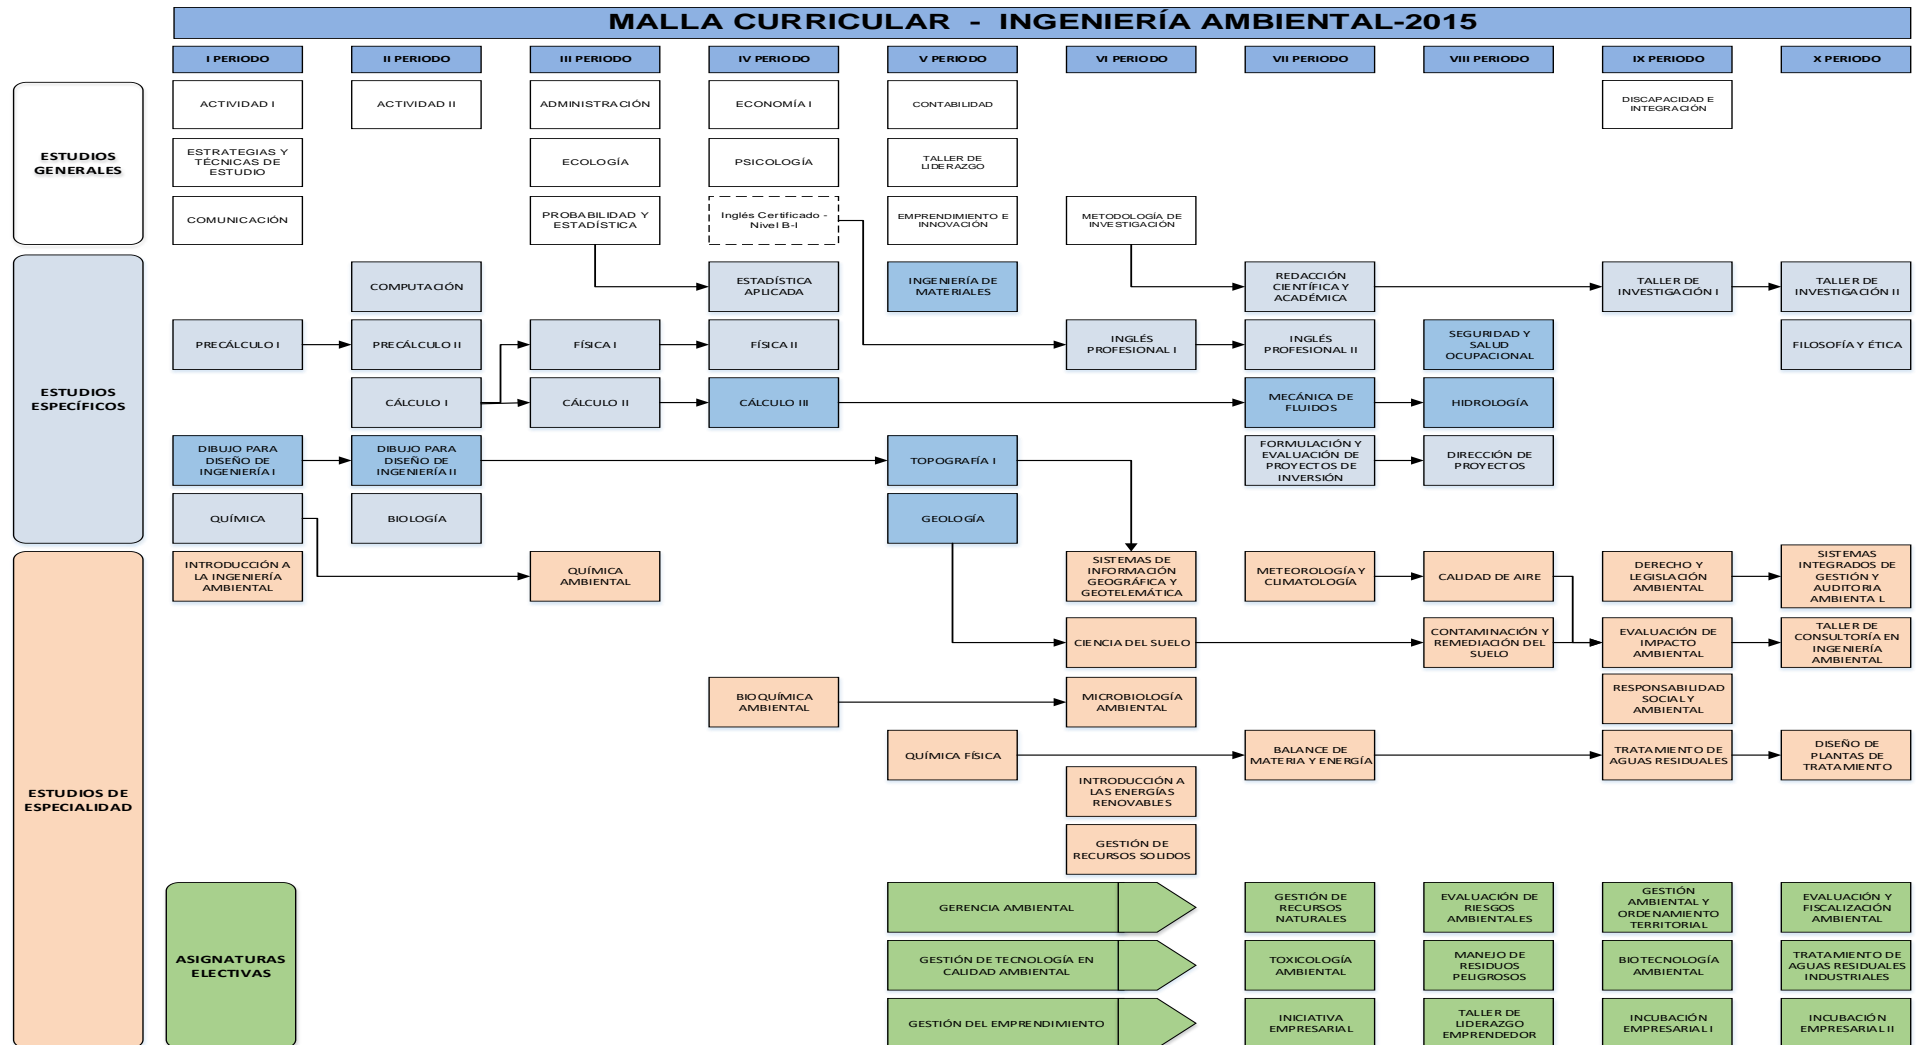 MALLA CURRICULAR - INGENIERÍA AMBIENTAL-2015
I PERIODO
II PERIODO
III PERIODO
IV PERIODO
V PERIODO
VI PERIODO
VII PERIODO
VIII PERIODO
IX PERIODO
X PERIODO
ESTUDIOS
GENERALES
ACTIVIDAD I
ACTIVIDAD II
ADMINISTRACIÓN
ECONOMÍA I
CONTABILIDAD
DISCAPACIDAD E
INTEGRACIÓN
ESTRATEGIAS Y
TÉCNICAS DE
ESTUDIO
ECOLOGÍA
PSICOLOGÍA
TALLER DE
LIDERAZGO
COMUNICACIÓN
PROBABILIDAD Y
ESTADÍSTICA
Inglés Certificado -
Nivel B-I
EMPRENDIMIENTO E
INNOVACIÓN
METODOLOGÍA DE
INVESTIGACIÓN
ESTUDIOS
ESPECÍFICOS
COMPUTACIÓN
ESTADÍSTICA
APLICADA
INGENIERÍA DE
MATERIALES
REDACCIÓN
CIENTÍFICA Y
ACADÉMICA
TALLER DE
INVESTIGACIÓN I
TALLER DE
INVESTIGACIÓN II
PRECÁLCULO I
PRECÁLCULO II
FÍSICA I
FÍSICA II
INGLÉS
PROFESIONAL I
INGLÉS
PROFESIONAL II
SEGURIDAD Y
SALUD
OCUPACIONAL
FILOSOFÍA Y ÉTICA
CÁLCULO I
CÁLCULO II
CÁLCULO III
MECÁNICA DE
FLUIDOS
HIDROLOGÍA
DIBUJO PARA
DISEÑO DE
INGENIERÍA I
DIBUJO PARA
DISEÑO DE
INGENIERÍA II
TOPOGRAFÍA I
FORMULACIÓN Y
EVALUACIÓN DE
PROYECTOS DE
INVERSIÓN
DIRECCIÓN DE
PROYECTOS
QUÍMICA
BIOLOGÍA
GEOLOGÍA
ESTUDIOS DE
ESPECIALIDAD
INTRODUCCIÓN A
LA INGENIERÍA
AMBIENTAL
QUÍMICA
AMBIENTAL
SISTEMAS DE
INFORMACIÓN
GEOGRÁFICA Y
GEOTELEMÁTICA
METEOROLOGÍA Y
CLIMATOLOGÍA
CALIDAD DE AIRE
DERECHO Y
LEGISLACIÓN
AMBIENTAL
SISTEMAS
INTEGRADOS DE
GESTIÓN Y
AUDITORIA
AMBIENTA L
CIENCIA DEL SUELO
CONTAMINACIÓN Y
REMEDIACIÓN DEL
SUELO
EVALUACIÓN DE
IMPACTO
AMBIENTAL
TALLER DE
CONSULTORÍA EN
INGENIERÍA
AMBIENTAL
BIOQUÍMICA
AMBIENTAL
MICROBIOLOGÍA
AMBIENTAL
RESPONSABILIDAD
SOCIAL Y
AMBIENTAL
QUÍMICA FÍSICA
BALANCE DE
MATERIA Y ENERGÍA
TRATAMIENTO DE
AGUAS RESIDUALES
DISEÑO DE
PLANTAS DE
TRATAMIENTO
INTRODUCCIÓN A
LAS ENERGÍAS
RENOVABLES
GESTIÓN DE
RECURSOS SOLIDOS
ASIGNATURAS
ELECTIVAS
GERENCIA AMBIENTAL
GESTIÓN DE
RECURSOS
NATURALES
EVALUACIÓN DE
RIESGOS
AMBIENTALES
GESTIÓN
AMBIENTAL Y
ORDENAMIENTO
TERRITORIAL
EVALUACIÓN Y
FISCALIZACIÓN
AMBIENTAL
GESTIÓN DE TECNOLOGÍA EN
CALIDAD AMBIENTAL
TOXICOLOGÍA
AMBIENTAL
MANEJO DE
RESIDUOS
PELIGROSOS
BIOTECNOLOGÍA
AMBIENTAL
TRATAMIENTO DE
AGUAS RESIDUALES
INDUSTRIALES
GESTIÓN DEL EMPRENDIMIENTO
INICIATIVA
EMPRESARIAL
TALLER DE
LIDERAZGO
EMPRENDEDOR
INCUBACIÓN
EMPRESARIAL I
INCUBACIÓN
EMPRESARIAL II